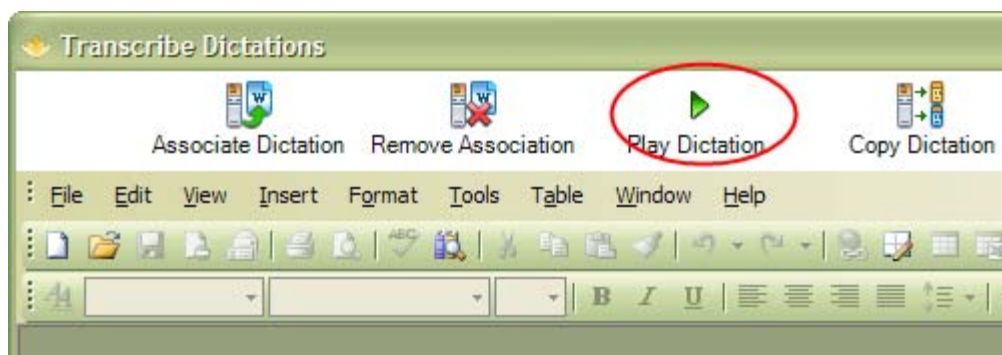 Transcribe Dictations
Associate Dictation Remove Association Play Dictation Copy Dictation
File Edit View Insert Format Tools Table Window Help
ABC
B I U